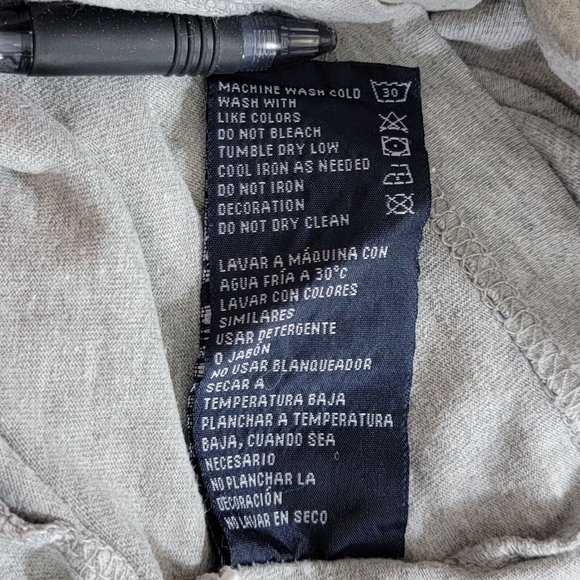 MACHINE WASH COLD
30
WASH WITH
LIKE COLORS
DO NOT BLEACH
TUMBLE DRY LOW
COOL IRON AS NEEDED
DO NOT IRON
DECORATION
DO NOT DRY CLEAN
LAVAR A MÁQUINA CON
AGUA FRÍA A 30°C
LAVAR CON COLORES
SIMILARES
USAR DETERGENTE
O JABÓN
NO USAR BLANQUEADOR
SECAR A
TEMPERATURA BAJA
PLANCHAR A TEMPERATURA
BAJA, CUANDO SEA
NECESARIO
NO PLANCHAR LA
DECORACIÓN
NO LAVAR EN SECO